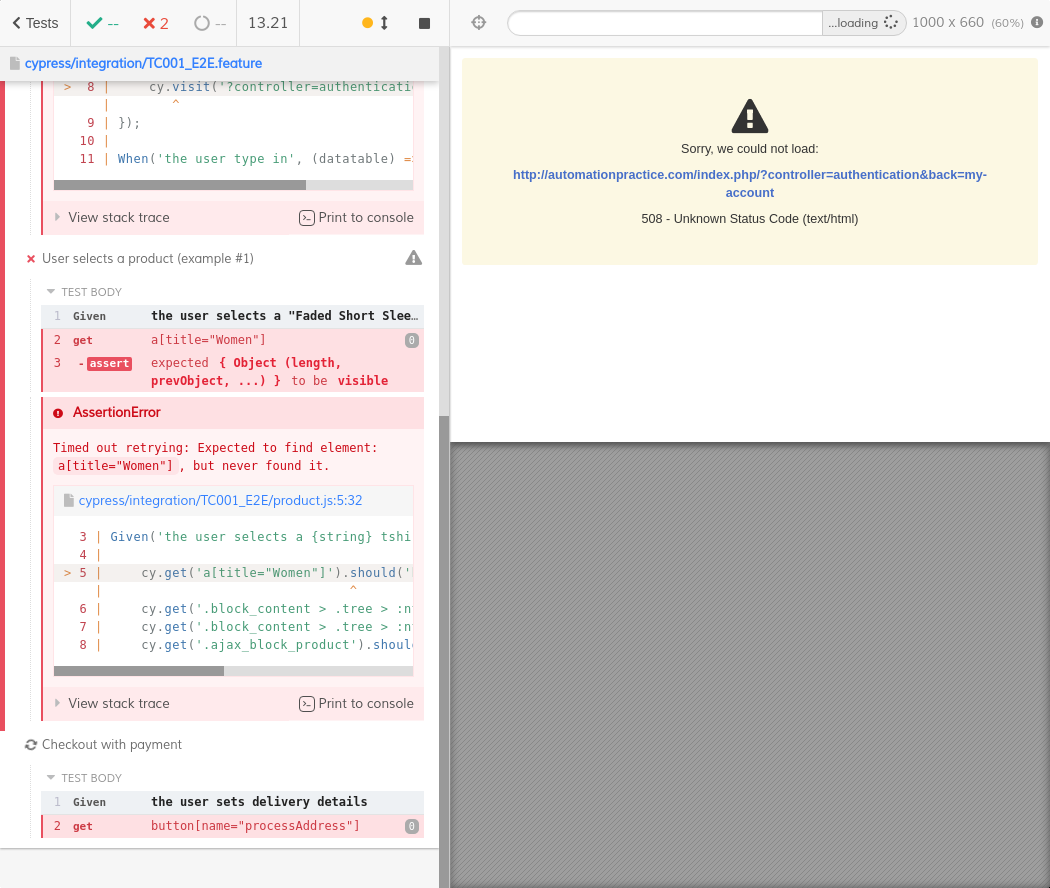 Tests
--
2
--
13.21
...loading
1000 x 660 (60%)
cypress/integration/TC001_E2E.feature
> 8 | cy.visit('?controller=authenticati
| ^
9 | });
10 |
11 | When('the user type in', (datatable) =
View stack trace
Print to console
User selects a product (example #1)
TEST BODY
1 Given the user selects a "Faded Short Slee…
2 get a[title="Women"] 0
3 -assert expected { Object (length,
prevObject, ...) } to be visible
AssertionError
Timed out retrying: Expected to find element:
a[title="Women"], but never found it.
cypress/integration/TC001_E2E/product.js:5:32
3 | Given('the user selects a {string} tshi
4 |
> 5 | cy.get('a[title="Women"]').should('
| ^
6 | cy.get('.block_content > .tree > :n
7 | cy.get('.block_content > .tree > :n
8 | cy.get('.ajax_block_product').shoul
View stack trace
Print to console
Checkout with payment
TEST BODY
1 Given the user sets delivery details
2 get button[name="processAddress"] 0
Sorry, we could not load:
http://automationpractice.com/index.php/?controller=authentication&back=my-
account
508 - Unknown Status Code (text/html)